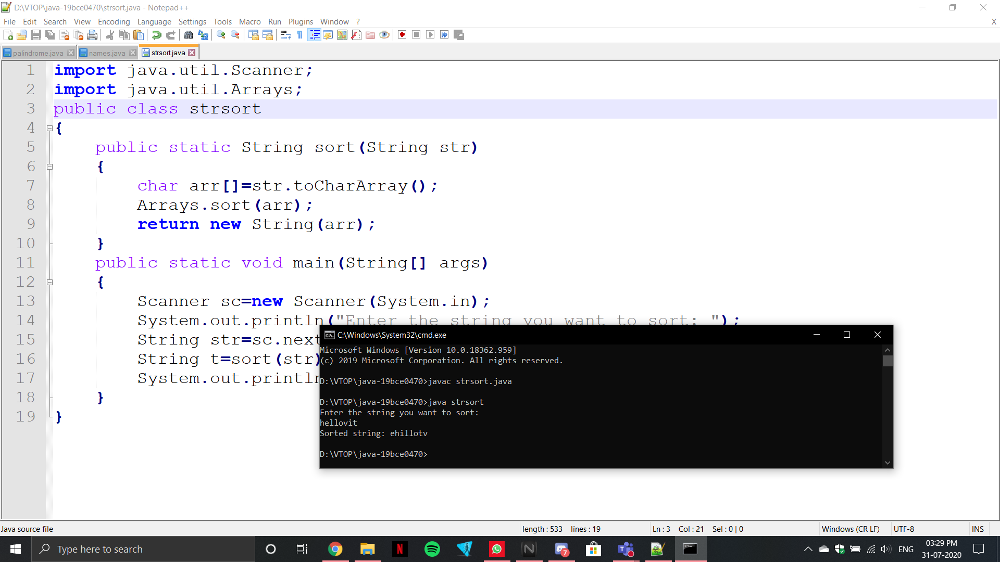 D:\VTOP\java-19bce0470\strsort.java - Notepad++
File Edit Search View Encoding Language Settings Tools Macro Run Plugins Window ? X
palindrome.java names.java strsort.java
1 import java.util.Scanner;
2 import java.util.Arrays;
3 public class strsort
4 {
5 public static String sort(String str)
6 {
7 char arr[]=str.toCharArray();
8 Arrays.sort(arr);
9 return new String(arr);
10 }
11 public static void main(String[] args)
12 {
13 Scanner sc=new Scanner(System.in);
14 System.out.println("Enter the string you want to sort: ");
15 String str=sc.next
16 String t=sort(str)
17 System.out.println
18 }
19 }
C:\Windows\System32\cmd.exe
Microsoft Windows [Version 10.0.18362.959]
(c) 2019 Microsoft Corporation. All rights reserved.
D:\VTOP\java-19bce0470>javac strsort.java
D:\VTOP\java-19bce0470>java strsort
Enter the string you want to sort:
hellovit
Sorted string: ehillotv
D:\VTOP\java-19bce0470>
Java source file length : 533 lines : 19 Ln : 3 Col : 21 Sel : 0 | 0 Windows (CR LF) UTF-8 INS
Type here to search 7 ENG 03:29 PM
31-07-2020